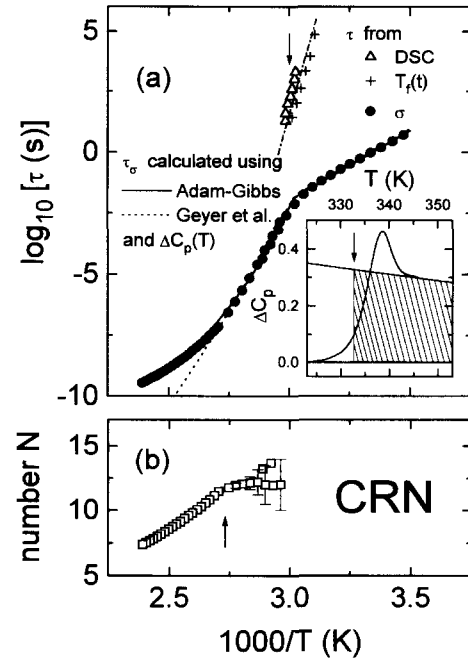 (a)
τ from
DSC
T_f(t)
σ
τ_σ calculated using
Adam-Gibbs
Geyer et al.
and ΔC_p(T)
log₁₀ [τ (s)]
5
0
-5
-10
T (K)
330 340 350
ΔC_p
0.4
0.2
0.0
(b)
CRN
number N
15
10
5
2.5 3.0 3.5
1000/T (K)